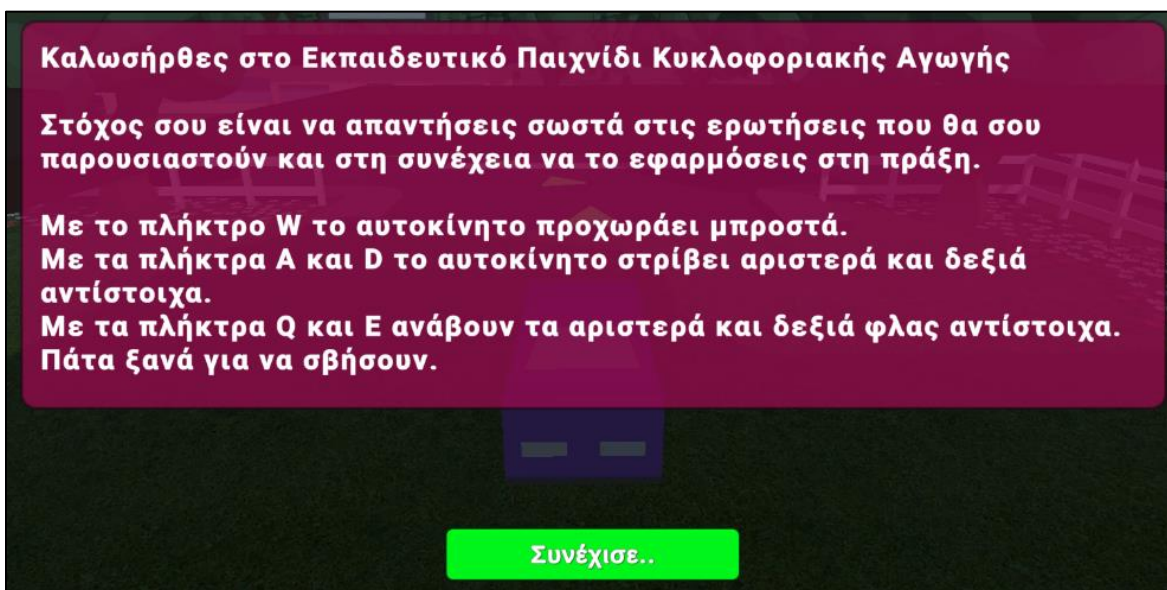 Καλωσήρθες στο Εκπαιδευτικό Παιχνίδι Κυκλοφοριακής Αγωγής
Στόχος σου είναι να απαντήσεις σωστά στις ερωτήσεις που θα σου
παρουσιαστούν και στη συνέχεια να το εφαρμόσεις στη πράξη.
Με το πλήκτρο W το αυτοκίνητο προχωράει μπροστά.
Με τα πλήκτρα A και D το αυτοκίνητο στρίβει αριστερά και δεξιά
αντίστοιχα.
Με τα πλήκτρα Q και E ανάβουν τα αριστερά και δεξιά φλας αντίστοιχα.
Πάτα ξανά για να σβήσουν.
Συνέχισε..